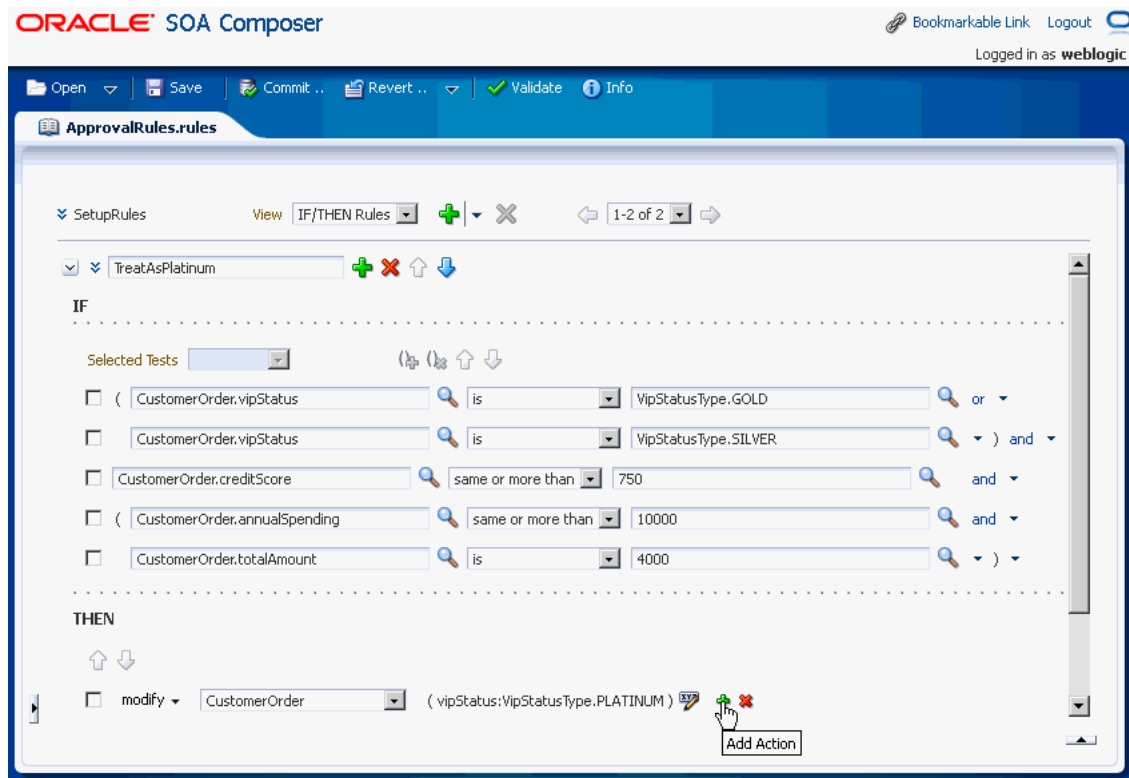 ORACLE SOA Composer
Bookmarkable Link Logout
Logged in as weblogic
Open Save Commit .. Revert .. Validate Info
ApprovalRules.rules
SetupRules View IF/THEN Rules 1-2 of 2
TreatAsPlatinum
IF
Selected Tests
( CustomerOrder.vipStatus is VipStatusType.GOLD or
CustomerOrder.vipStatus is VipStatusType.SILVER ) and
CustomerOrder.creditScore same or more than 750 and
( CustomerOrder.annualSpending same or more than 10000 and
CustomerOrder.totalAmount is 4000 )
THEN
modify CustomerOrder ( vipStatus:VipStatusType.PLATINUM )
Add Action